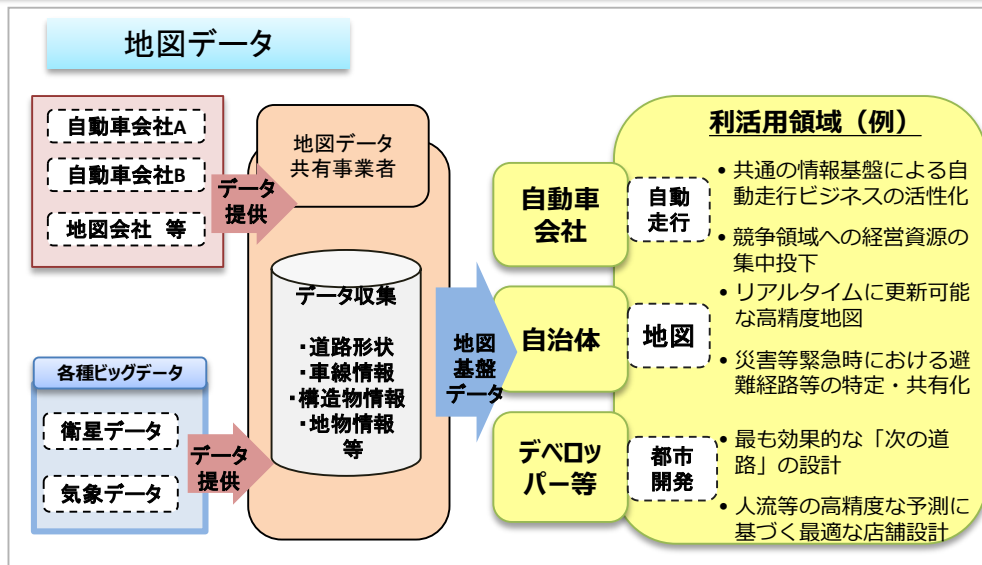 地図データ
自動車会社A
自動車会社B
地図会社 等
データ
提供
地図データ
共有事業者
各種ビッグデータ
衛星データ
気象データ
データ
提供
データ収集
・道路形状
・車線情報
・構造物情報
・地物情報
等
地図
基盤
データ
自動車
会社
自治体
デベロッ
パー等
利活用領域（例）
自動
走行
• 共通の情報基盤による自
動走行ビジネスの活性化
• 競争領域への経営資源の
集中投下
地図
• リアルタイムに更新可能
な高精度地図
• 災害等緊急時における避
難経路等の特定・共有化
都市
開発
• 最も効果的な「次の道
路」の設計
• 人流等の高精度な予測に
基づく最適な店舗設計